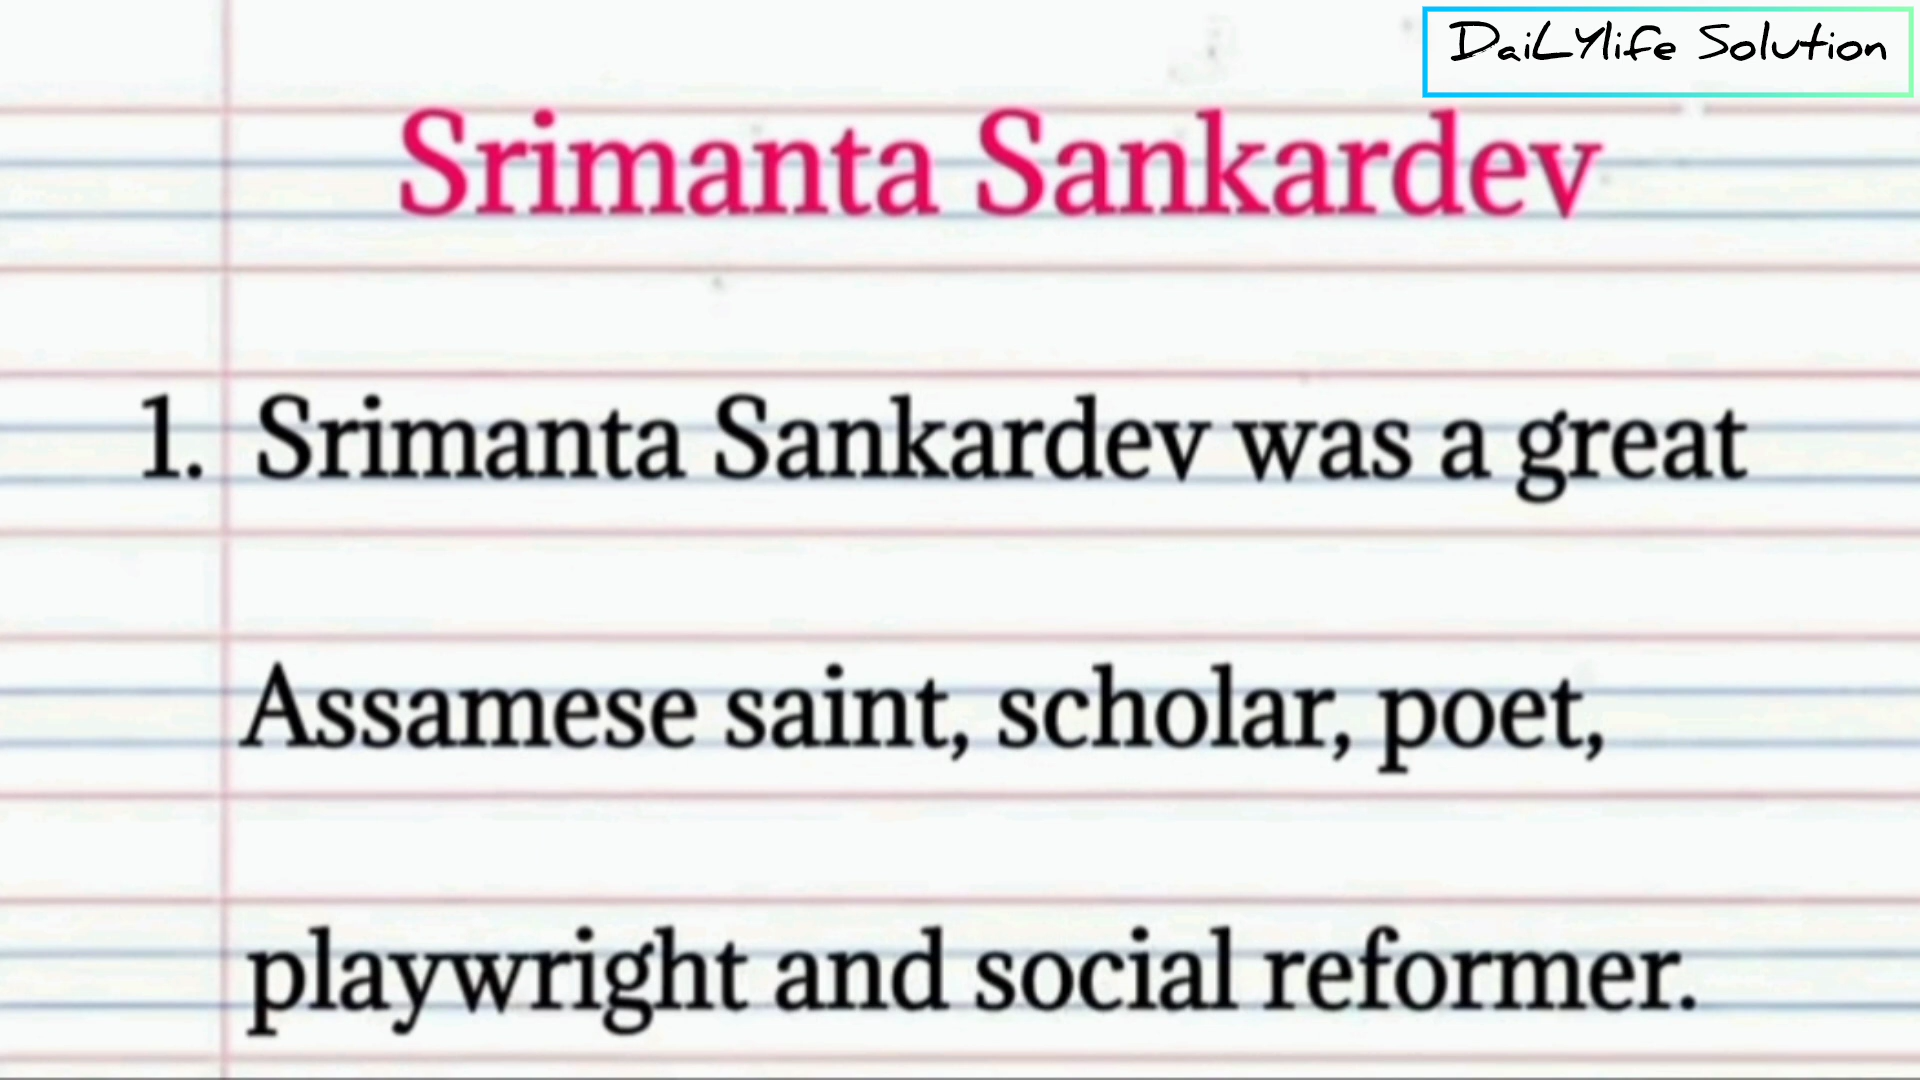 DaiLYlife Solution
Srimanta Sankardev
1. Srimanta Sankardev was a great
Assamese saint, scholar, poet,
playwright and social reformer.